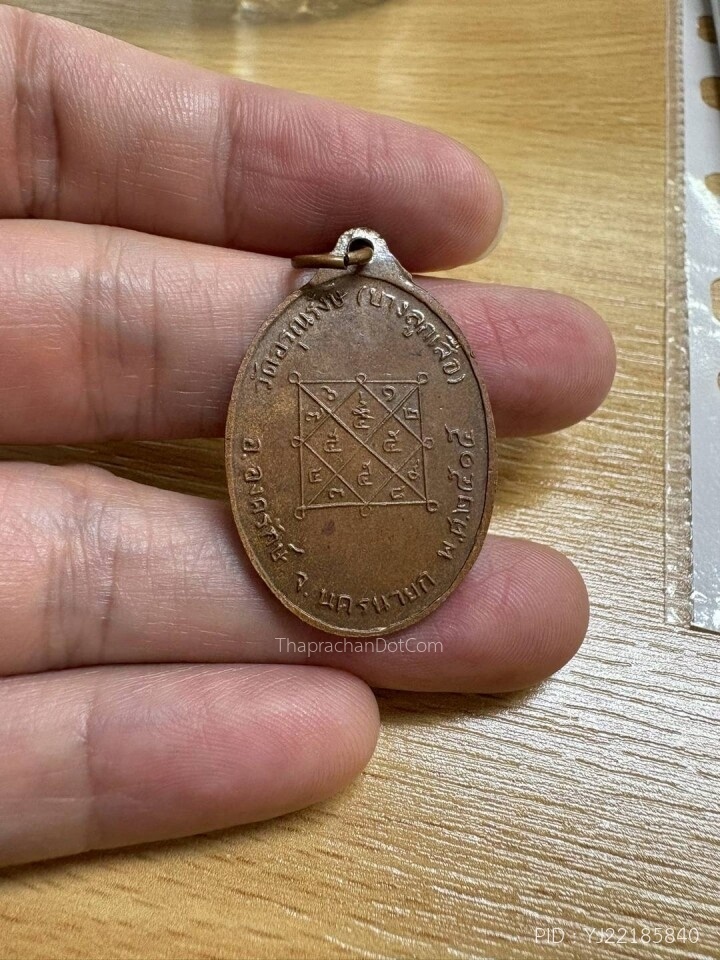 วัดอรุณรังษี (บางลูกเสือ)
อ.องครักษ์ จ.นครนายก พ.ศ.๒๕๐๕
ThaprachanDotCom
PID - YJ22185840